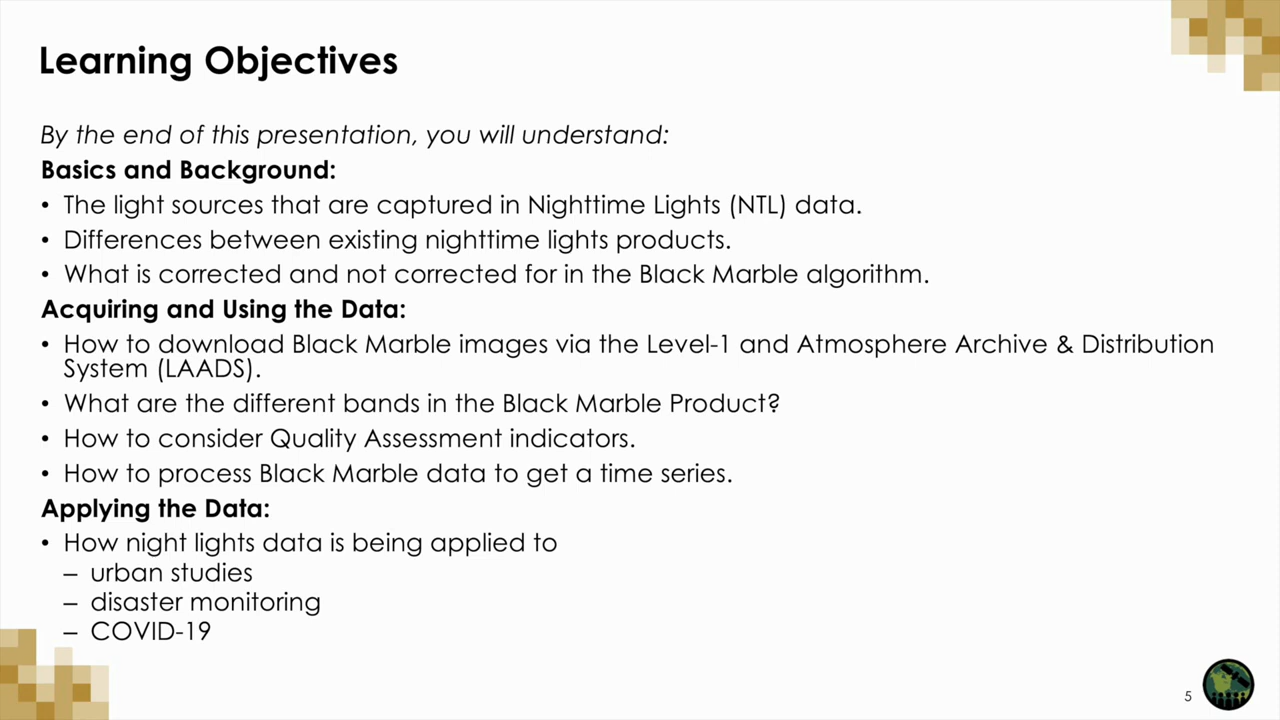 Learning Objectives
By the end of this presentation, you will understand:
Basics and Background:
• The light sources that are captured in Nighttime Lights (NTL) data.
• Differences between existing nighttime lights products.
• What is corrected and not corrected for in the Black Marble algorithm.
Acquiring and Using the Data:
• How to download Black Marble images via the Level-1 and Atmosphere Archive & Distribution
System (LAADS).
• What are the different bands in the Black Marble Product?
• How to consider Quality Assessment indicators.
• How to process Black Marble data to get a time series.
Applying the Data:
• How night lights data is being applied to
– urban studies
– disaster monitoring
– COVID-19
5